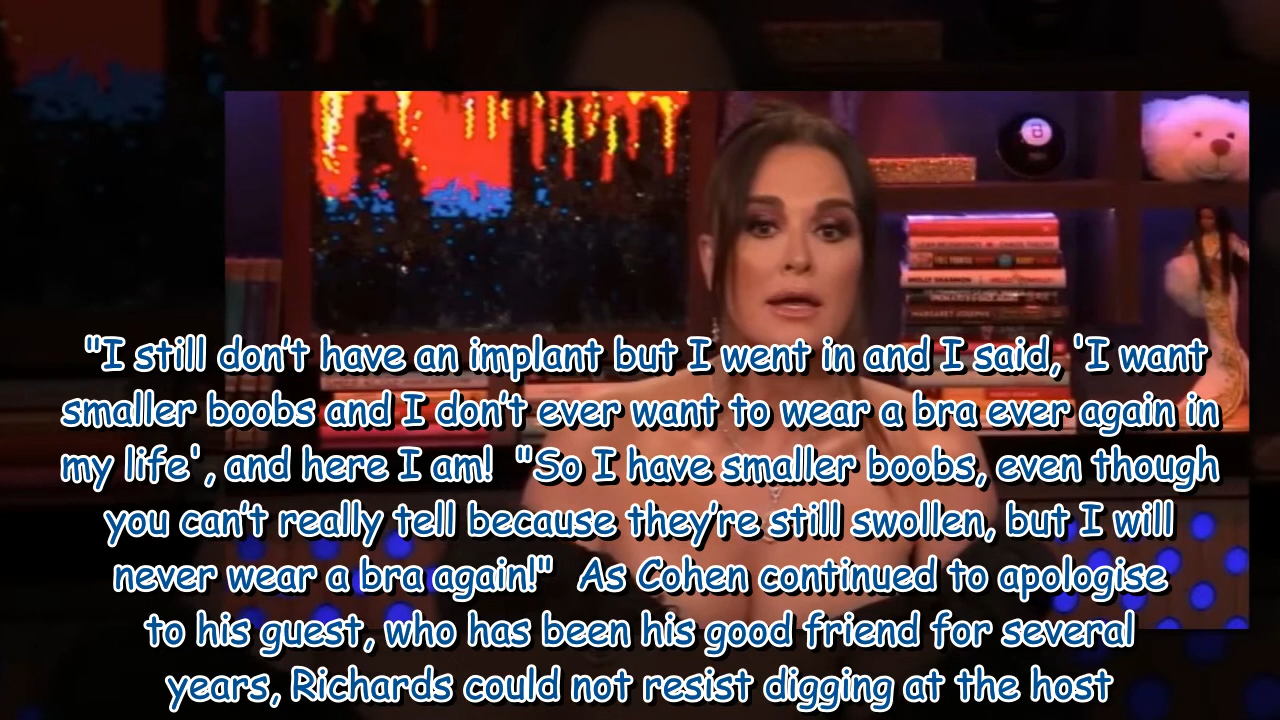 "I still don't have an implant but I went in and I said, 'I want
smaller boobs and I don't ever want to wear a bra ever again in
my life', and here I am!  "So I have smaller boobs, even though
you can't really tell because they're still swollen, but I will
never wear a bra again!"  As Cohen continued to apologise
to his guest, who has been his good friend for several
years, Richards could not resist digging at the host